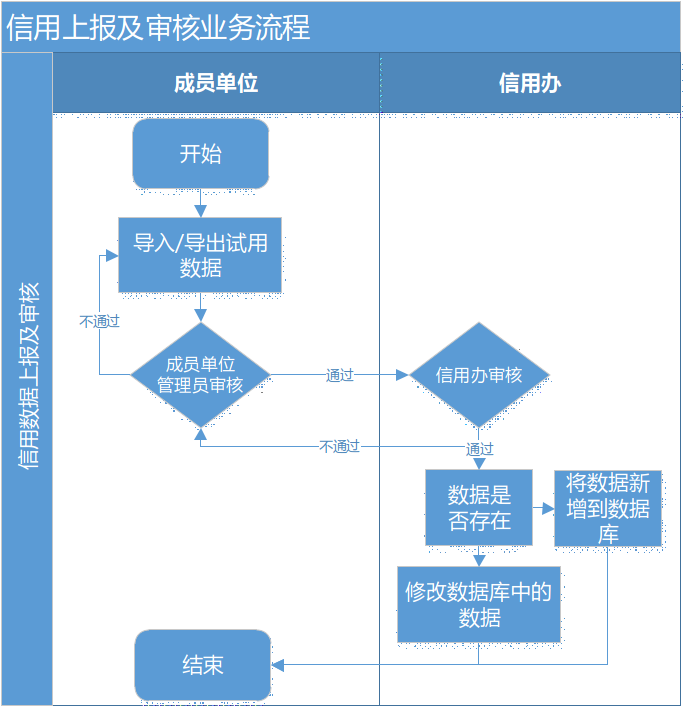 信用上报及审核业务流程
成员单位
信用办
信用数据上报及审核
开始
导入/导出试用
数据
不通过
成员单位
管理员审核
通过
信用办审核
不通过
通过
数据是
否存在
将数据新
增到数据
库
修改数据库中的
数据
结束